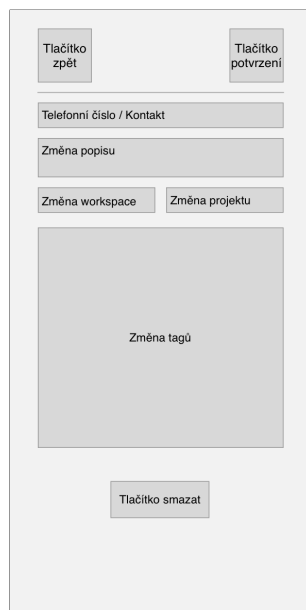 Tlačítko
zpět
Tlačítko
potvrzení
Telefonní číslo / Kontakt
Změna popisu
Změna workspace
Změna projektu
Změna tagů
Tlačítko smazat